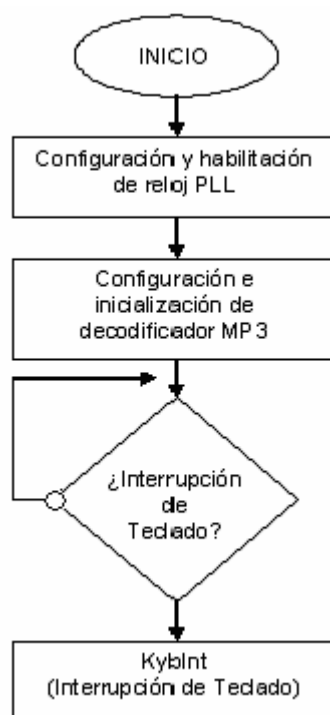 INICIO
Configuración y habilitación
de reloj PLL
Configuración e
inicialización de
decodificador MP3
¿Interrupción
de
Teclado?
KybInt
(Interrupción de Teclado)